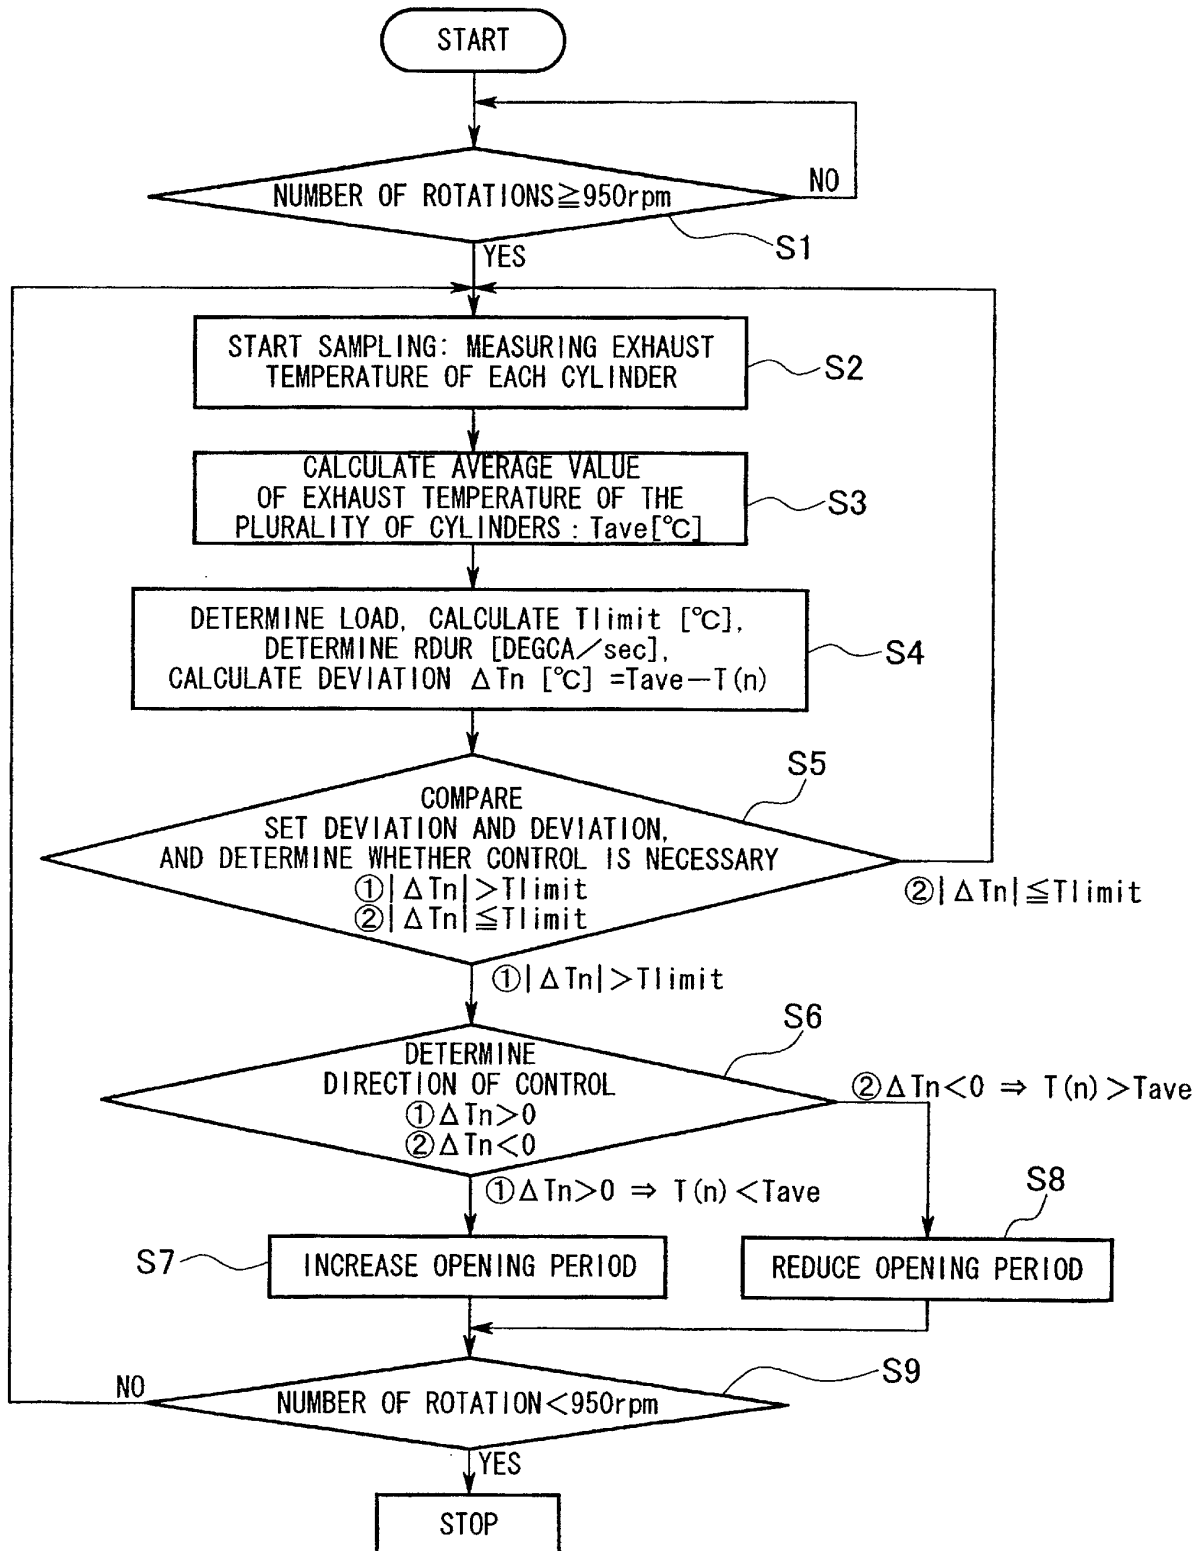 START
NUMBER OF ROTATIONS≧950rpm
NO
S1
YES
START SAMPLING: MEASURING EXHAUST
TEMPERATURE OF EACH CYLINDER
S2
CALCULATE AVERAGE VALUE
OF EXHAUST TEMPERATURE OF THE
PLURALITY OF CYLINDERS : Tave[℃]
S3
DETERMINE LOAD, CALCULATE Tlimit [℃],
DETERMINE RDUR [DEGCA/sec],
CALCULATE DEVIATION ΔTn [℃] =Tave-T(n)
S4
S5
COMPARE
SET DEVIATION AND DEVIATION,
AND DETERMINE WHETHER CONTROL IS NECESSARY
①|ΔTn|>Tlimit
②|ΔTn|≦Tlimit
②|ΔTn|≦Tlimit
①|ΔTn|>Tlimit
S6
DETERMINE
DIRECTION OF CONTROL
①ΔTn>0
②ΔTn<0
②ΔTn<0 ⇒ T(n)>Tave
①ΔTn>0 ⇒ T(n)<Tave
S8
S7
INCREASE OPENING PERIOD
REDUCE OPENING PERIOD
S9
NO
NUMBER OF ROTATION<950rpm
YES
STOP